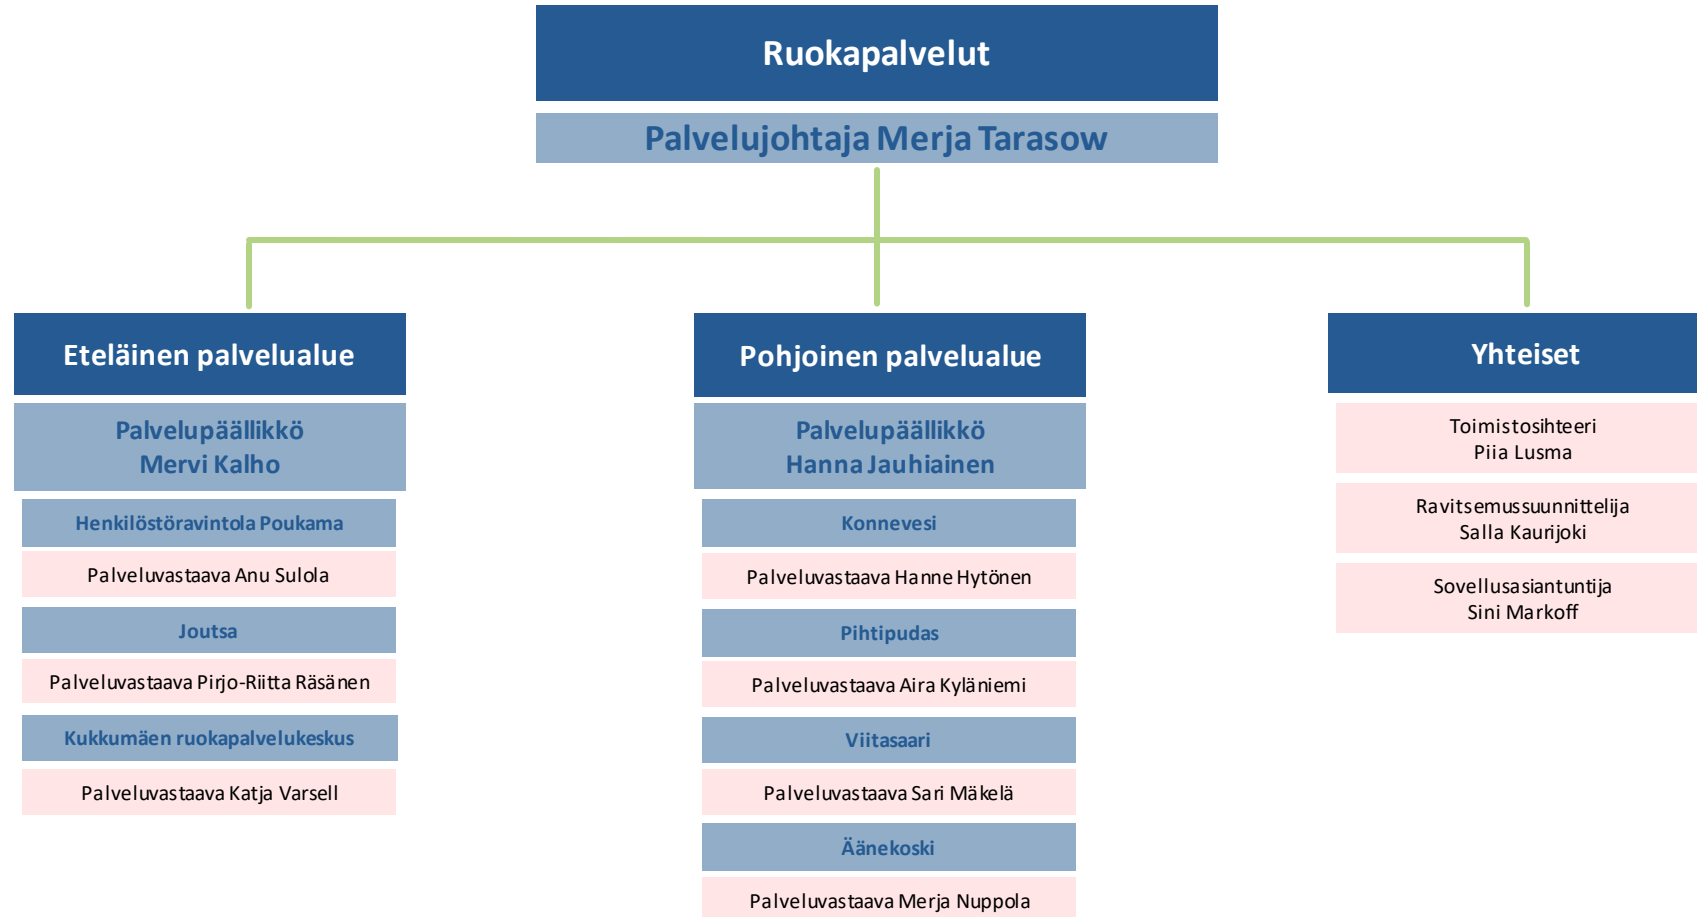 Ruokapalvelut
Palvelujohtaja Merja Tarasow
Eteläinen palvelualue
Palvelupäällikkö
Mervi Kalho
Henkilöstöravintola Poukama
Palveluvastaava Anu Sulola
Joutsa
Palveluvastaava Pirjo-Riitta Räsänen
Kukkumäen ruokapalvelukeskus
Palveluvastaava Katja Varsell
Pohjoinen palvelualue
Palvelupäällikkö
Hanna Jauhiainen
Konnevesi
Palveluvastaava Hanne Hytönen
Pihtipudas
Palveluvastaava Aira Kyläniemi
Viitasaari
Palveluvastaava Sari Mäkelä
Äänekoski
Palveluvastaava Merja Nuppola
Yhteiset
Toimistosihteeri
Piia Lusma
Ravitsemussuunnittelija
Salla Kaurijoki
Sovellusasiantuntija
Sini Markoff